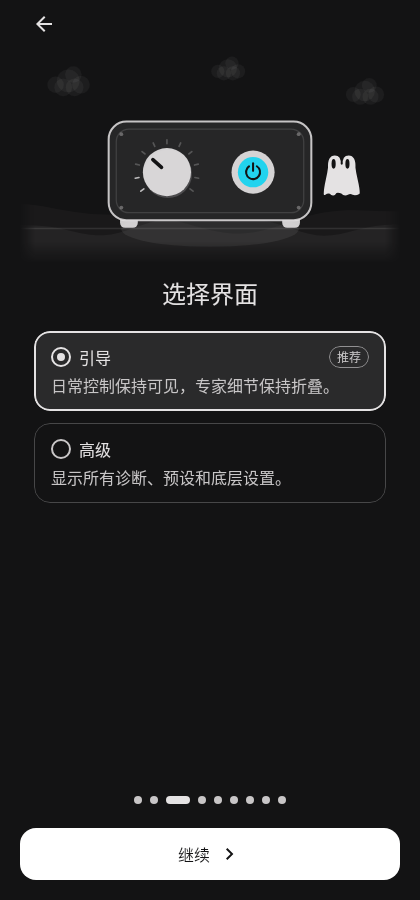 选择界面
引导
推荐
日常控制保持可见，专家细节保持折叠。
高级
显示所有诊断、预设和底层设置。
继续